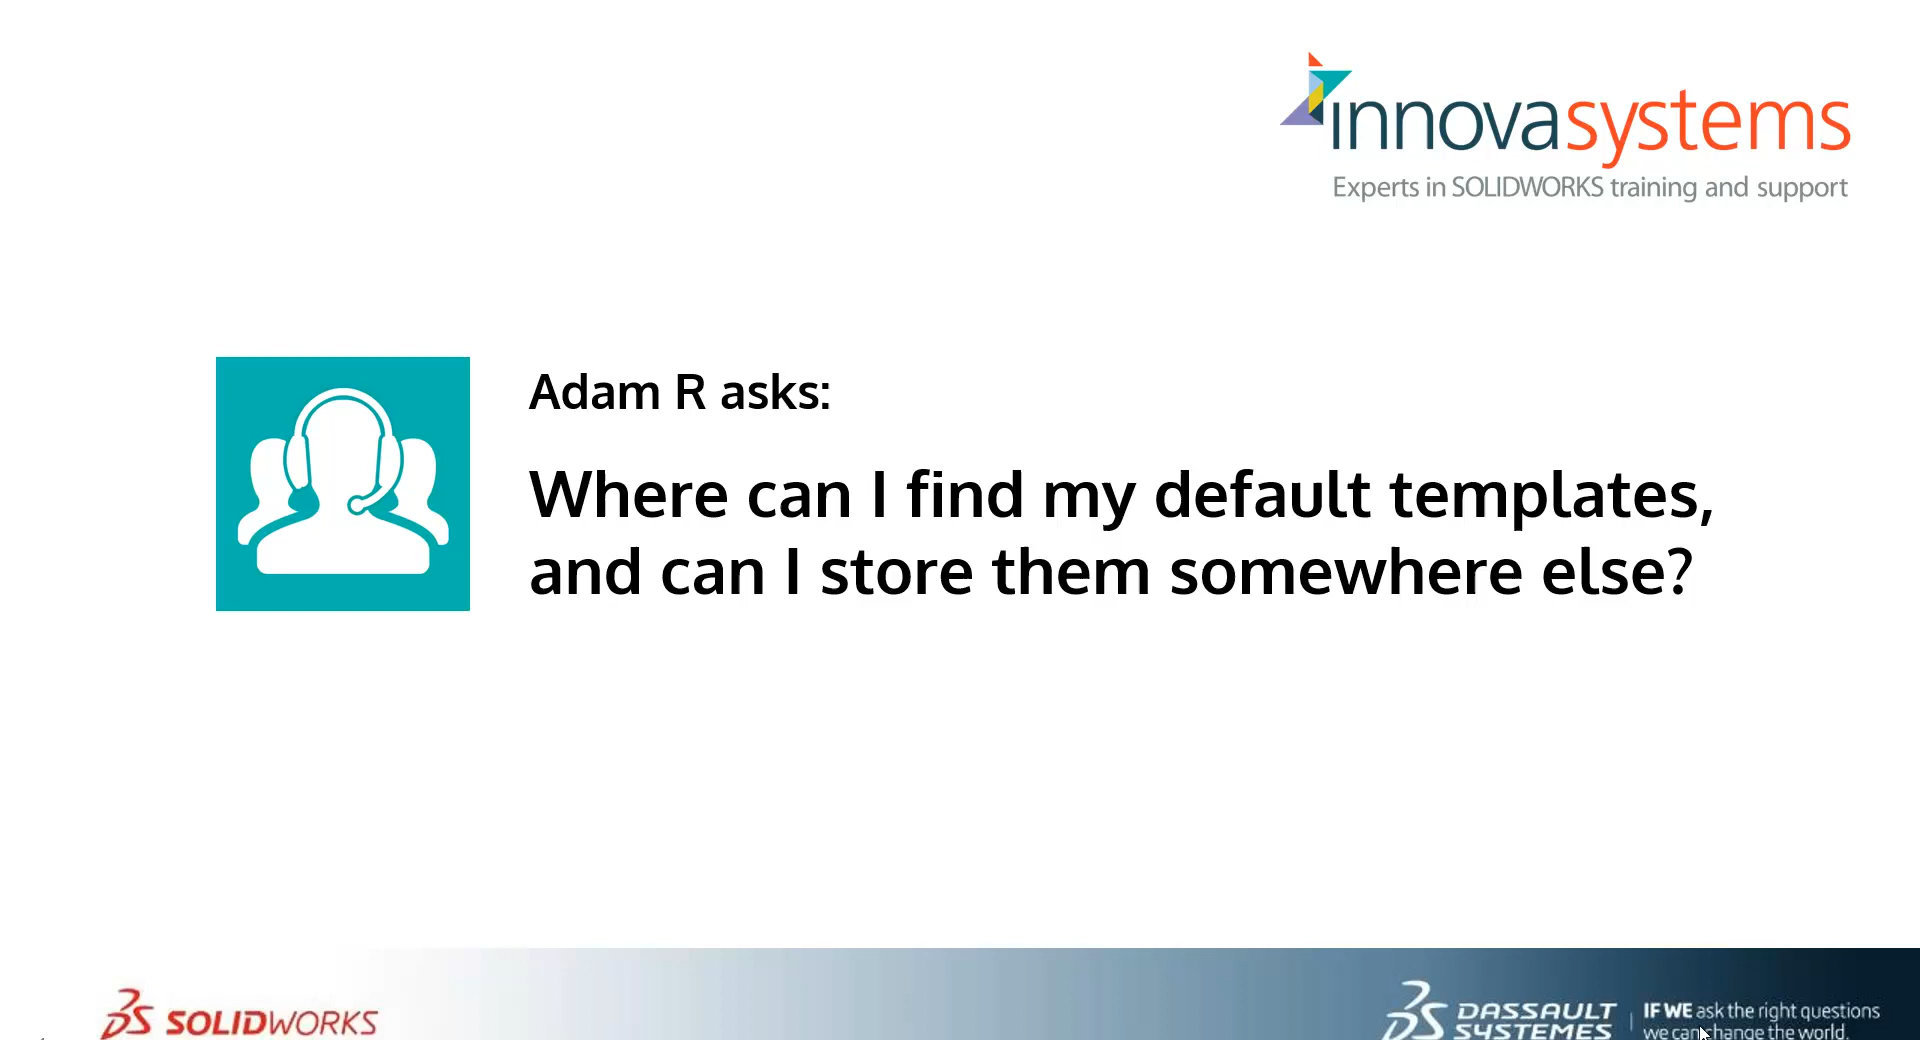 innovasystems
Experts in SOLIDWORKS training and support
Adam R asks:
Where can I find my default templates,
and can I store them somewhere else?
SOLIDWORKS
DASSAULT
SYSTEMES
IF WE ask the right questions
we can change the world.